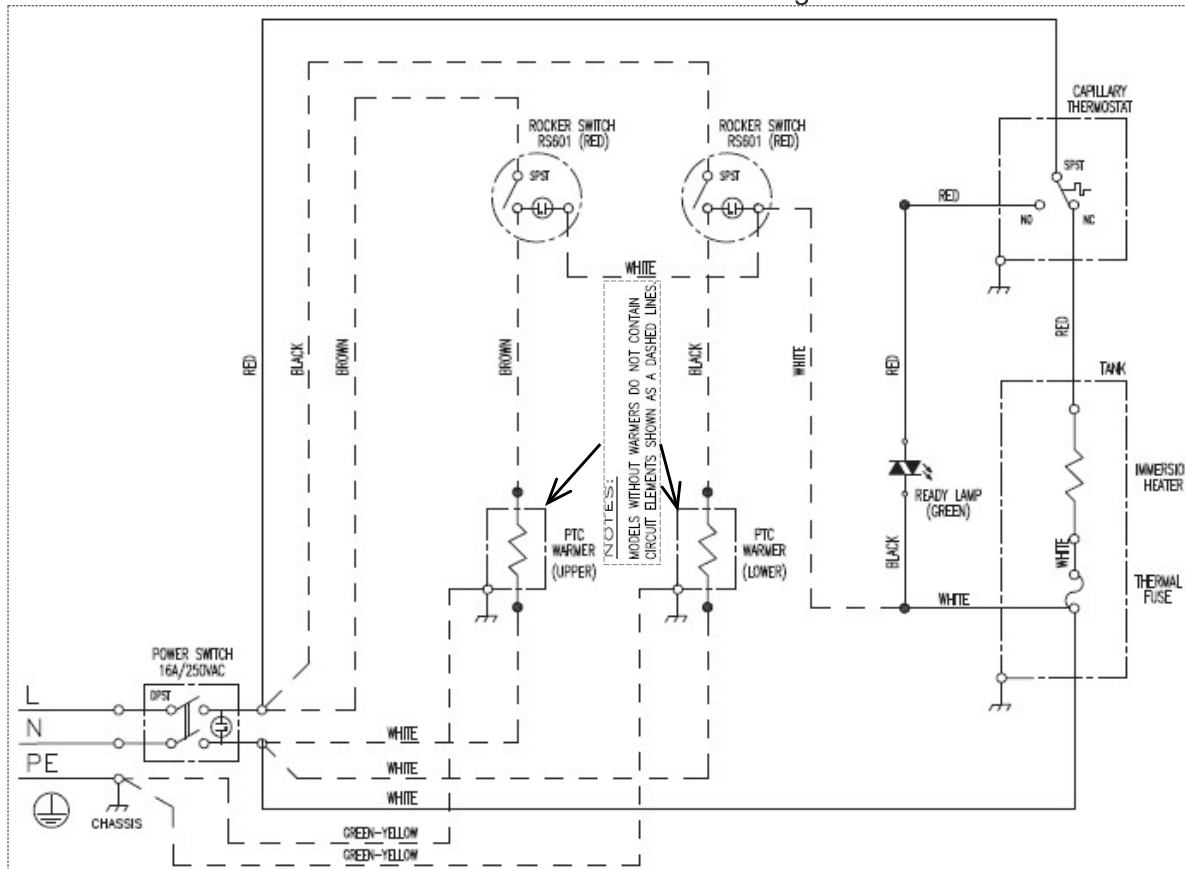 CAPILLARY
THERMOSTAT
ROCKER SWITCH
RS601 (RED)
ROCKER SWITCH
RS601 (RED)
SPST
SPST
SPST
RED
NO
NC
WHITE
RED
BLACK
BROWN
BROWN
BLACK
WHITE
RED
RED
TANK
NOTES:
MODELS WITHOUT WARMERS DO NOT CONTAIN
CIRCUIT ELEMENTS SHOWN AS A DASHED LINES.
IMMERSIO
HEATER
READY LAMP
(GREEN)
PTC
WARMER
(UPPER)
PTC
WARMER
(LOWER)
BLACK
WHITE
WHITE
THERMAL
FUSE
POWER SWITCH
16A/250VAC
DPST
L
N
PE
WHITE
WHITE
WHITE
CHASSIS
GREEN-YELLOW
GREEN-YELLOW